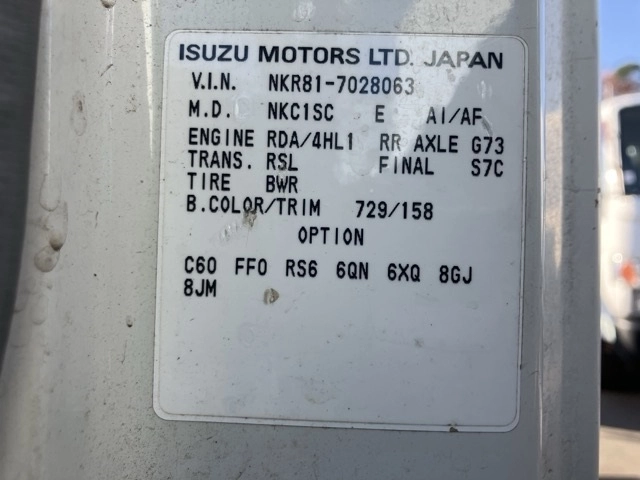 ISUZU MOTORS LTD. JAPAN
V.I.N. NKR81-7028063
M.D. NKC1SC E AI/AF
ENGINE RDA/4HL1 RR AXLE G73
TRANS. RSL FINAL S7C
TIRE BWR
B.COLOR/TRIM 729/158
OPTION
C60 FF0 RS6 6QN 6XQ 8GJ
8JM